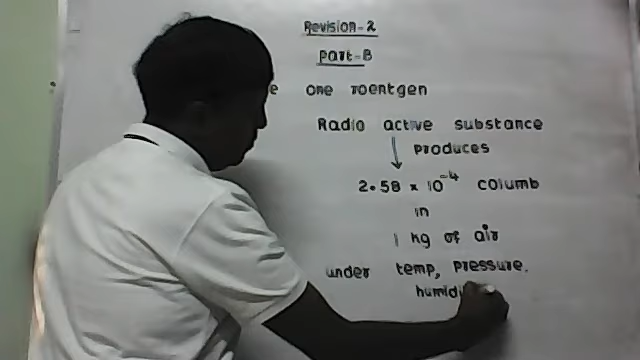 Revision-2
Part-B
e one roentgen
Radio active substance
produces
2.58 x 10⁻⁴ columb
in
1 kg of air
under temp, pressure.
humidi